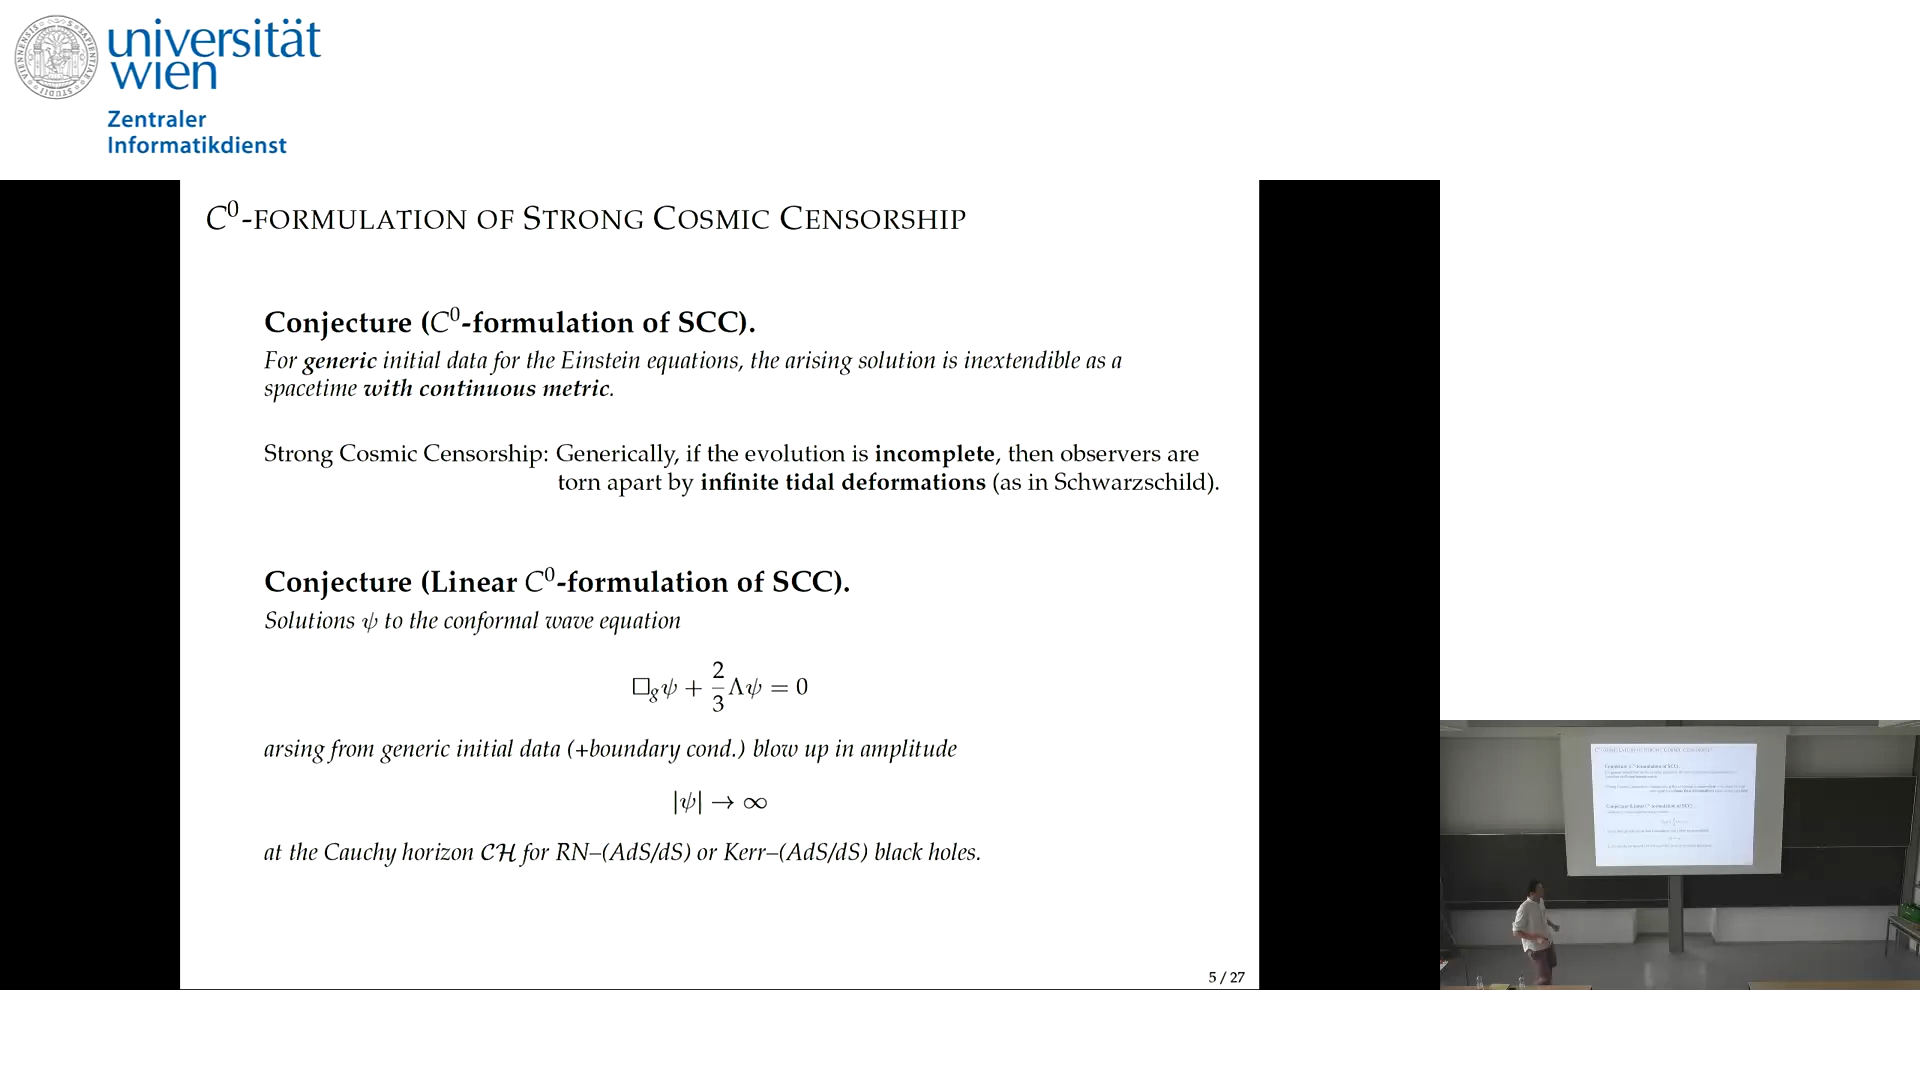 universität
wien
Zentraler
Informatikdienst
C⁰-FORMULATION OF STRONG COSMIC CENSORSHIP
Conjecture (C⁰-formulation of SCC).
For generic initial data for the Einstein equations, the arising solution is inextendible as a
spacetime with continuous metric.
Strong Cosmic Censorship: Generically, if the evolution is incomplete, then observers are
torn apart by infinite tidal deformations (as in Schwarzschild).
Conjecture (Linear C⁰-formulation of SCC).
Solutions ψ to the conformal wave equation
□_gψ + 2/3 Λψ = 0
arsing from generic initial data (+boundary cond.) blow up in amplitude
|ψ| → ∞
at the Cauchy horizon CH for RN–(AdS/dS) or Kerr–(AdS/dS) black holes.
5 / 27